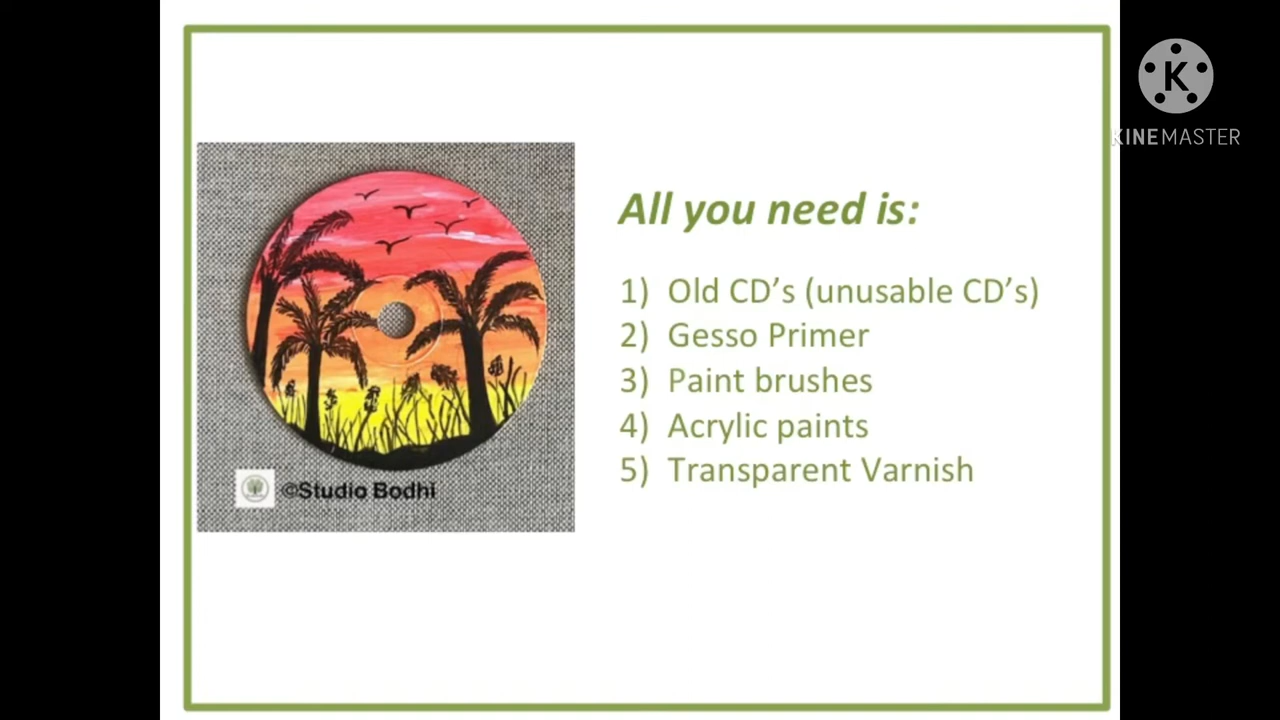 K
KINEMASTER
All you need is:
1) Old CD’s (unusable CD’s)
2) Gesso Primer
3) Paint brushes
4) Acrylic paints
5) Transparent Varnish
©Studio Bodhi